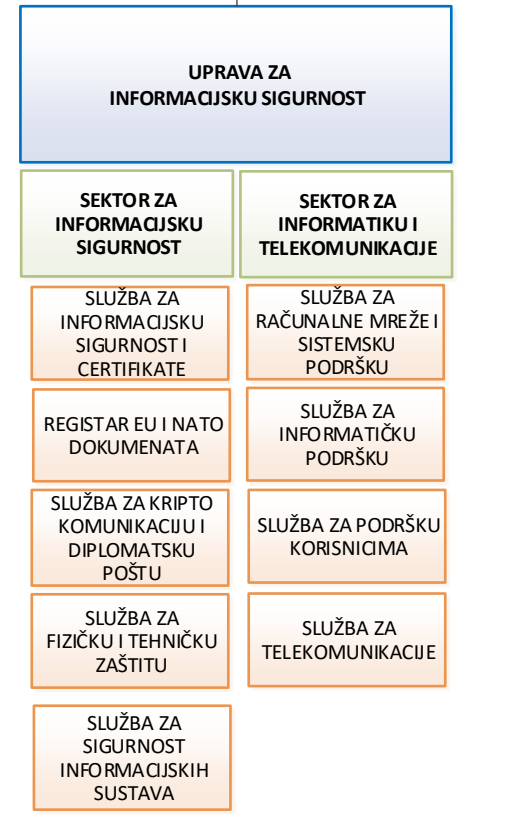 UPRAVA ZA
INFORMACIJSKU SIGURNOST
SEKTOR ZA
INFORMACIJSKU
SIGURNOST
SLUŽBA ZA
INFORMACIJSKU
SIGURNOST I
CERTIFIKATE
REGISTAR EU I NATO
DOKUMENATA
SLUŽBA ZA KRIPTO
KOMUNIKACIJU I
DIPLOMATSKU
POŠTU
SLUŽBA ZA
FIZIČKU I TEHNIČKU
ZAŠTITU
SLUŽBA ZA
SIGURNOST
INFORMACIJSKIH
SUSTAVA
SEKTOR ZA
INFORMATIKU I
TELEKOMUNIKACIJE
SLUŽBA ZA
RAČUNALNE MREŽE I
SISTEMSKU
PODRŠKU
SLUŽBA ZA
INFORMATIČKU
PODRŠKU
SLUŽBA ZA PODRŠKU
KORISNICIMA
SLUŽBA ZA
TELEKOMUNIKACIJE